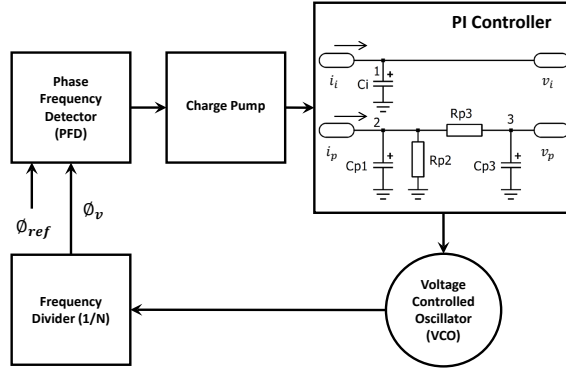 PI Controller
Phase
Frequency
Detector
(PFD)
Charge Pump
i_i
1
Ci
+
v_i
i_p
2
Cp1
+
Rp2
Rp3
3
Cp3
+
v_p
∅_ref
∅_v
Frequency
Divider (1/N)
Voltage
Controlled
Oscillator
(VCO)